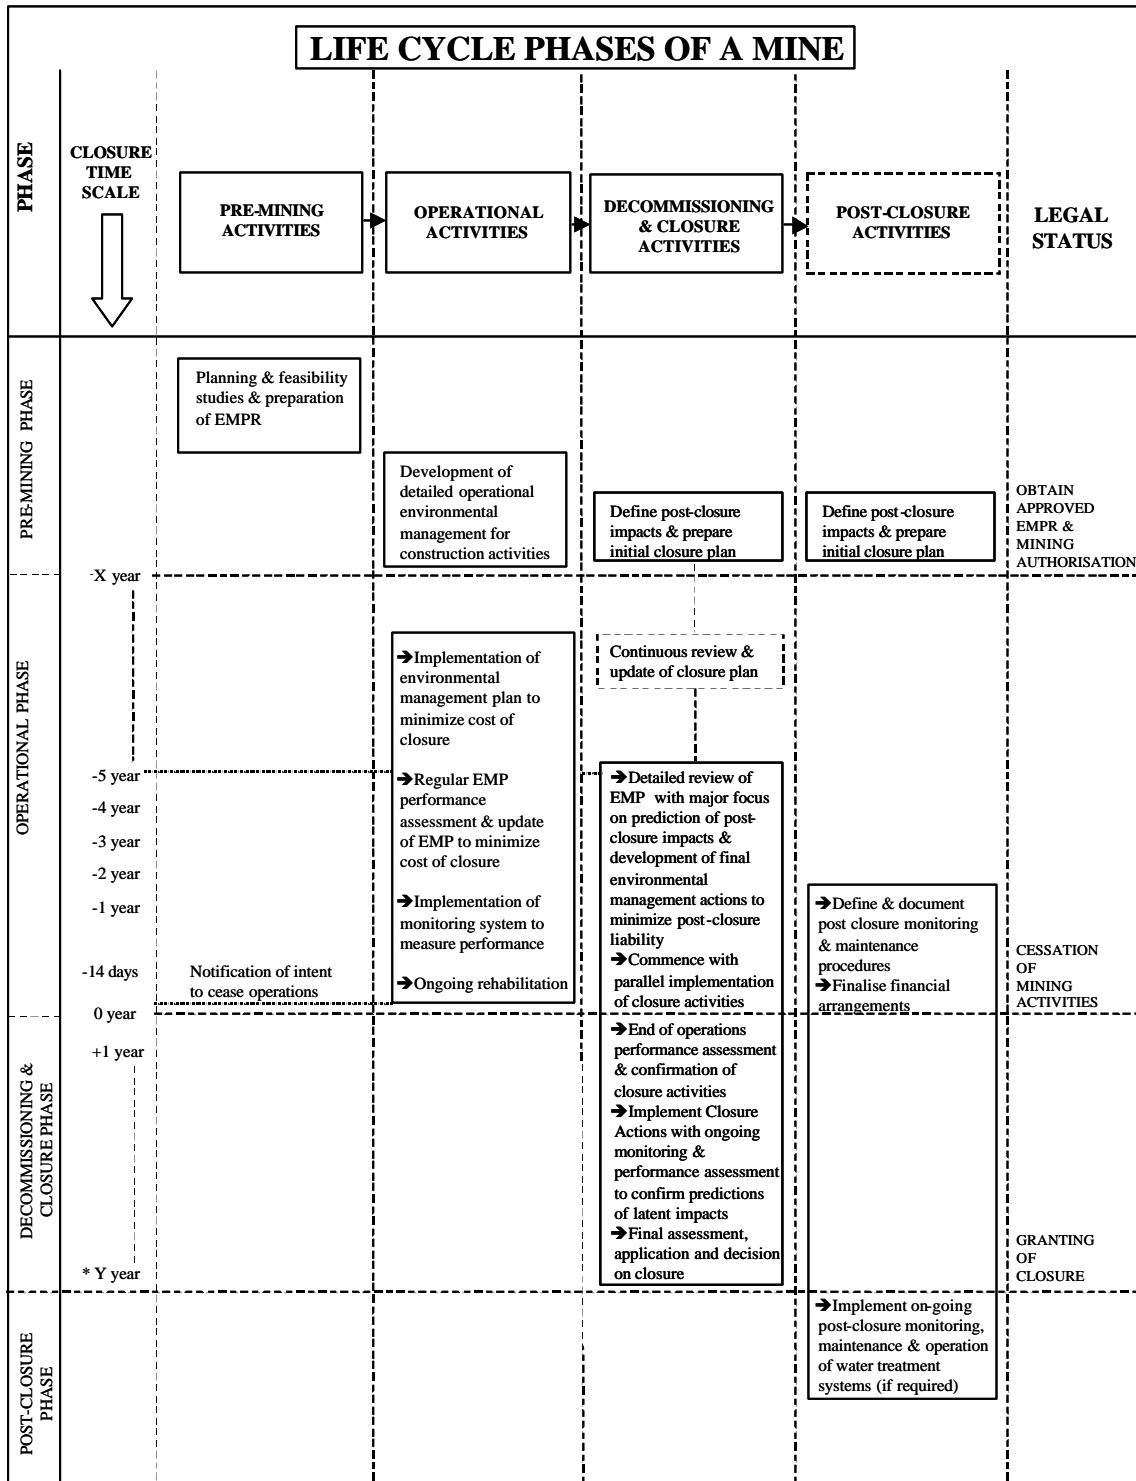 LIFE CYCLE PHASES OF A MINE
PHASE
CLOSURE
TIME
SCALE
PRE-MINING
ACTIVITIES
OPERATIONAL
ACTIVITIES
DECOMMISSIONING
& CLOSURE
ACTIVITIES
POST-CLOSURE
ACTIVITIES
LEGAL
STATUS
PRE-MINING PHASE
Planning & feasibility
studies & preparation
of EMPR
Development of
detailed operational
environmental
management for
construction activities
Define post-closure
impacts & prepare
initial closure plan
Define post-closure
impacts & prepare
initial closure plan
OBTAIN
APPROVED
EMPR &
MINING
AUTHORISATION
-X year
OPERATIONAL PHASE
-5 year
-4 year
-3 year
-2 year
-1 year
-14 days
0 year
Notification of intent
to cease operations
➔Implementation of
environmental
management plan to
minimize cost of
closure
➔Regular EMP
performance
assessment & update
of EMP to minimize
cost of closure
➔Implementation of
monitoring system to
measure performance
➔Ongoing rehabilitation
Continuous review &
update of closure plan
➔Detailed review of
EMP with major focus
on prediction of post-
closure impacts &
development of final
environmental
management actions to
minimize post-closure
liability
➔Commence with
parallel implementation
of closure activities
➔Define & document
post closure monitoring
& maintenance
procedures
➔Finalise financial
arrangements
CESSATION
OF
MINING
ACTIVITIES
DECOMMISSIONING &
CLOSURE PHASE
+1 year
* Y year
➔End of operations
performance assessment
& confirmation of
closure activities
➔Implement Closure
Actions with ongoing
monitoring &
performance assessment
to confirm predictions
of latent impacts
➔Final assessment,
application and decision
on closure
GRANTING
OF
CLOSURE
POST-CLOSURE
PHASE
➔Implement on-going
post-closure monitoring,
maintenance & operation
of water treatment
systems (if required)